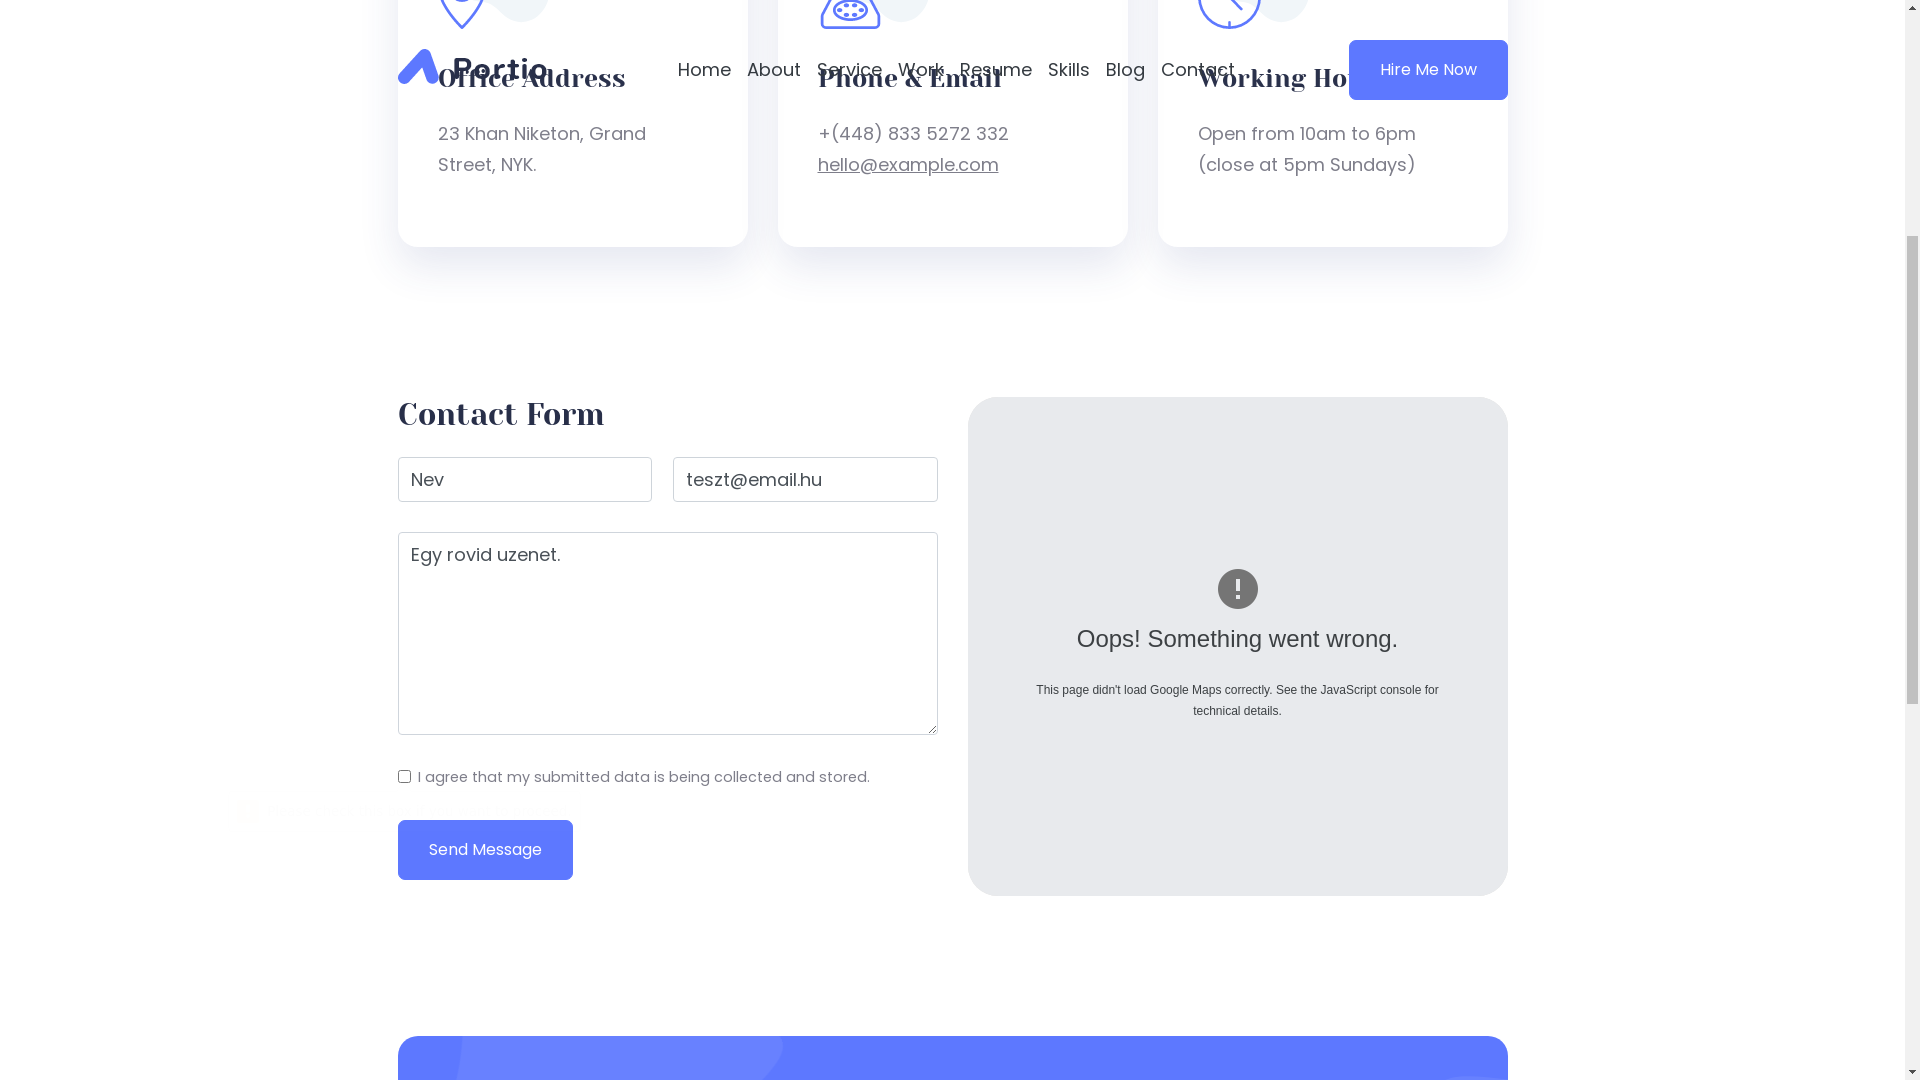 Portio
Home About Service Work Resume Skills Blog Contact
Hire Me Now
Office Address
23 Khan Niketon, Grand
Street, NYK.
Phone & Email
+(448) 833 5272 332
hello@example.com
Working Ho
Open from 10am to 6pm
(close at 5pm Sundays)
Contact Form
Nev
teszt@email.hu
Egy rovid uzenet.
I agree that my submitted data is being collected and stored.
Send Message
Oops! Something went wrong.
This page didn't load Google Maps correctly. See the JavaScript console for
technical details.